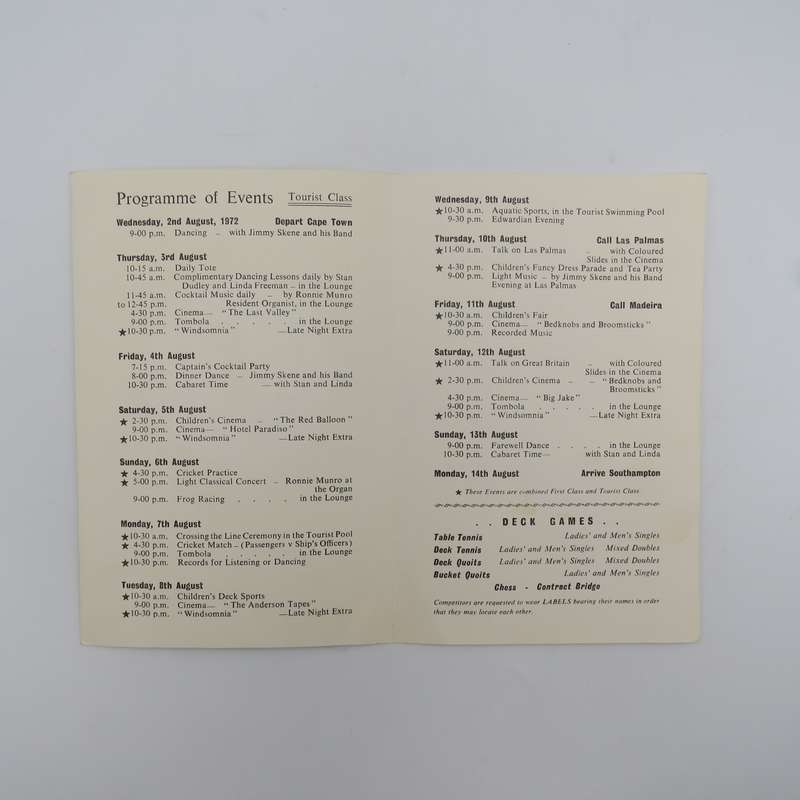 Programme of Events Tourist Class
Wednesday, 2nd August, 1972 Depart Cape Town
9-00 p.m. Dancing .. with Jimmy Skene and his Band
Thursday, 3rd August
10-15 a.m. Daily Tote
10-45 a.m. Complimentary Dancing Lessons daily by Stan
Dudley and Linda Freeman .. in the Lounge
11-45 a.m. Cocktail Music daily .. by Ronnie Munro
to 12-45 p.m. Resident Organist, in the Lounge
4-30 p.m. Cinema— "The Last Valley"
9-00 p.m. Tombola . . . . . in the Lounge
★10-30 p.m. "Windsomnia" —Late Night Extra
Friday, 4th August
7-15 p.m. Captain's Cocktail Party
8-00 p.m. Dinner Dance .. Jimmy Skene and his Band
10-30 p.m. Cabaret Time — with Stan and Linda
Saturday, 5th August
★ 2-30 p.m. Children's Cinema .. "The Red Balloon"
9-00 p.m. Cinema— "Hotel Paradiso"
★10-30 p.m. "Windsomnia" —Late Night Extra
Sunday, 6th August
★ 4-30 p.m. Cricket Practice
★ 5-00 p.m. Light Classical Concert .. Ronnie Munro at
the Organ
9-00 p.m. Frog Racing . . . . in the Lounge
Monday, 7th August
★10-30 a.m. Crossing the Line Ceremony in the Tourist Pool
★ 4-30 p.m. Cricket Match .. (Passengers v Ship's Officers)
9-00 p.m. Tombola . . . . . in the Lounge
★10-30 p.m. Records for Listening or Dancing
Tuesday, 8th August
★10-30 a.m. Children's Deck Sports
9-00 p.m. Cinema— "The Anderson Tapes"
★10-30 p.m. "Windsomnia" —Late Night Extra
Wednesday, 9th August
★10-30 a.m. Aquatic Sports, in the Tourist Swimming Pool
9-30 p.m. Edwardian Evening
Thursday, 10th August Call Las Palmas
★11-00 a.m. Talk on Las Palmas .. with Coloured
Slides in the Cinema
★ 4-30 p.m. Children's Fancy Dress Parade and Tea Party
9-00 p.m. Light Music .. by Jimmy Skene and his Band
Evening at Las Palmas
Friday, 11th August Call Madeira
★10-30 a.m. Children's Fair
9-00 p.m. Cinema— "Bedknobs and Broomsticks"
9-00 p.m. Recorded Music
Saturday, 12th August
★11-00 a.m. Talk on Great Britain .. with Coloured
Slides in the Cinema
★ 2-30 p.m. Children's Cinema .. .. "Bedknobs and
Broomsticks"
4-30 p.m. Cinema— "Big Jake"
9-00 p.m. Tombola . . . . . in the Lounge
★10-30 p.m. "Windsomnia" —Late Night Extra
Sunday, 13th August
9-00 p.m. Farewell Dance . . . . in the Lounge
10-30 p.m. Cabaret Time— with Stan and Linda
Monday, 14th August Arrive Southampton
★ These Events are combined First Class and Tourist Class
. . DECK GAMES . .
Table Tennis Ladies' and Men's Singles
Deck Tennis Ladies' and Men's Singles Mixed Doubles
Deck Quoits Ladies' and Men's Singles Mixed Doubles
Bucket Quoits Ladies' and Men's Singles
Chess - Contract Bridge
Competitors are requested to wear LABELS bearing their names in order
that they may locate each other.